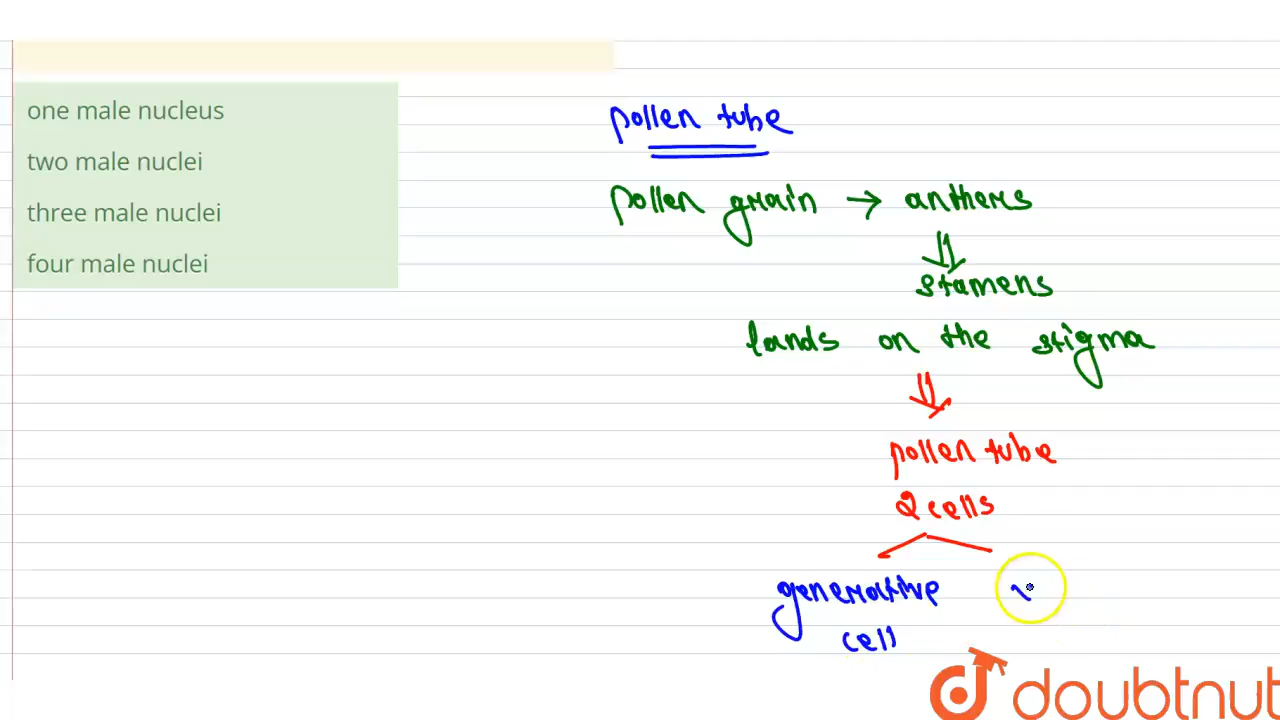 one male nucleus
two male nuclei
three male nuclei
four male nuclei
pollen tube
pollen grain → anthers
stamens
lands on the stigma
pollen tube
2 cells
generative
cell
doubtnut